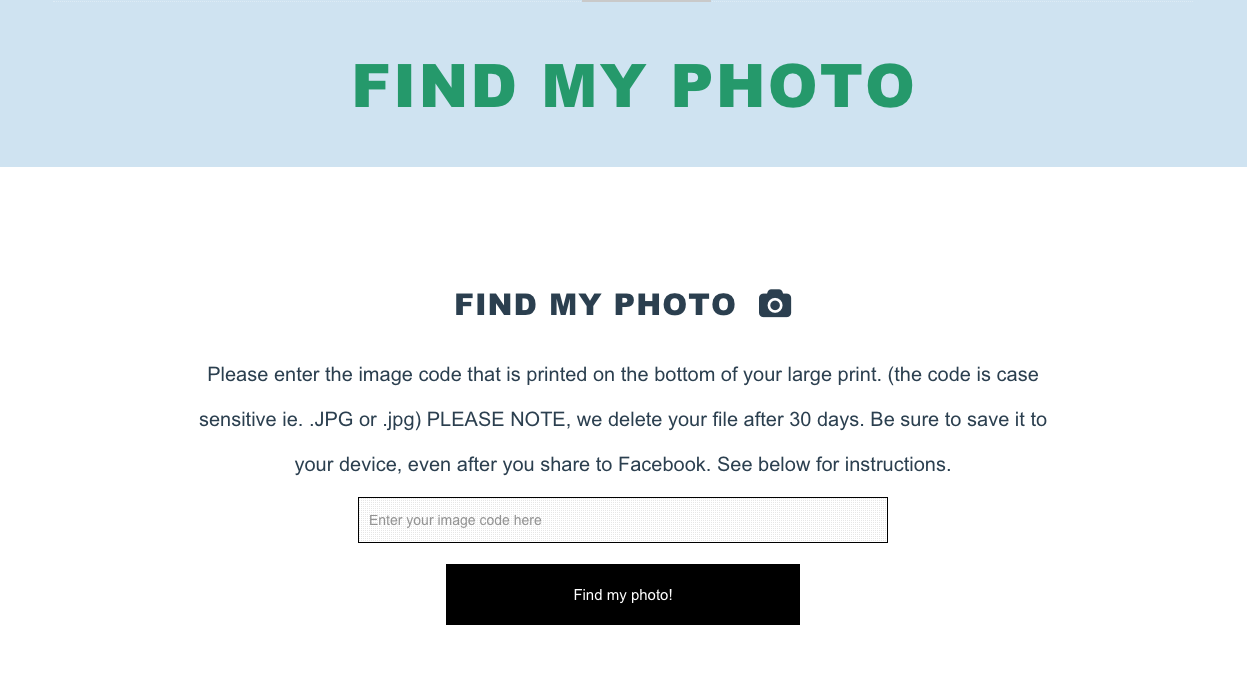 FIND MY PHOTO
FIND MY PHOTO
Please enter the image code that is printed on the bottom of your large print. (the code is case
sensitive ie. .JPG or .jpg) PLEASE NOTE, we delete your file after 30 days. Be sure to save it to
your device, even after you share to Facebook. See below for instructions.
Enter your image code here
Find my photo!